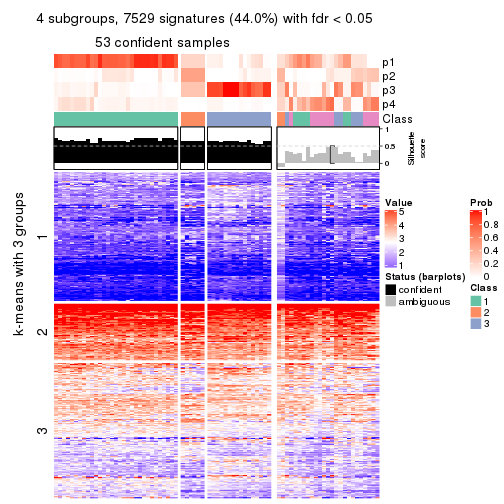 4 subgroups, 7529 signatures (44.0%) with fdr < 0.05
53 confident samples
p1
p2
p3
p4
Class
1
0.5
0
Silhouette
score
k-means with 3 groups
1
2
3
Value
5
4
3
2
1
Status (barplots)
confident
ambiguous
Prob
1
0.8
0.6
0.4
0.2
0
Class
1
2
3